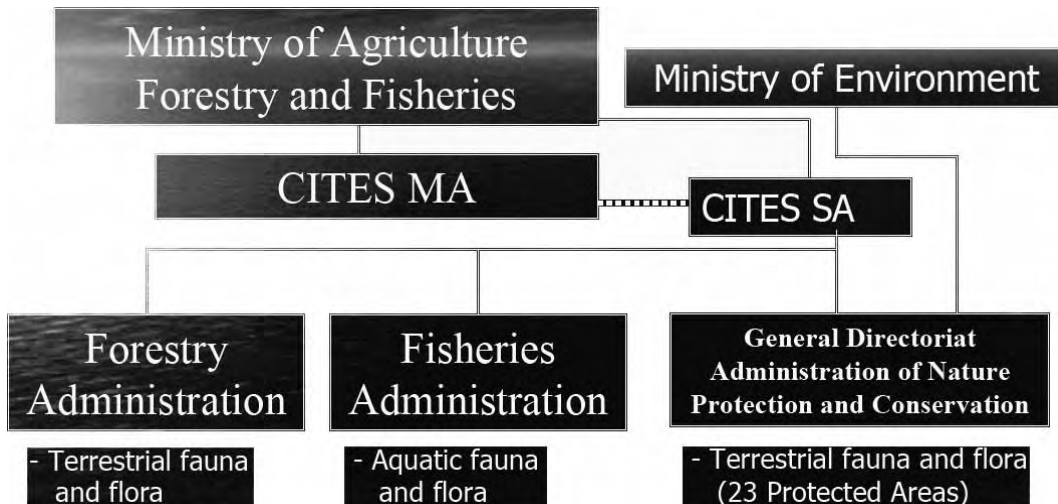 Ministry of Agriculture
Forestry and Fisheries
Ministry of Environment
CITES MA
CITES SA
Forestry
Administration
Fisheries
Administration
General Directoriat
Administration of Nature
Protection and Conservation
- Terrestrial fauna
and flora
- Aquatic fauna
and flora
- Terrestrial fauna and flora
(23 Protected Areas)